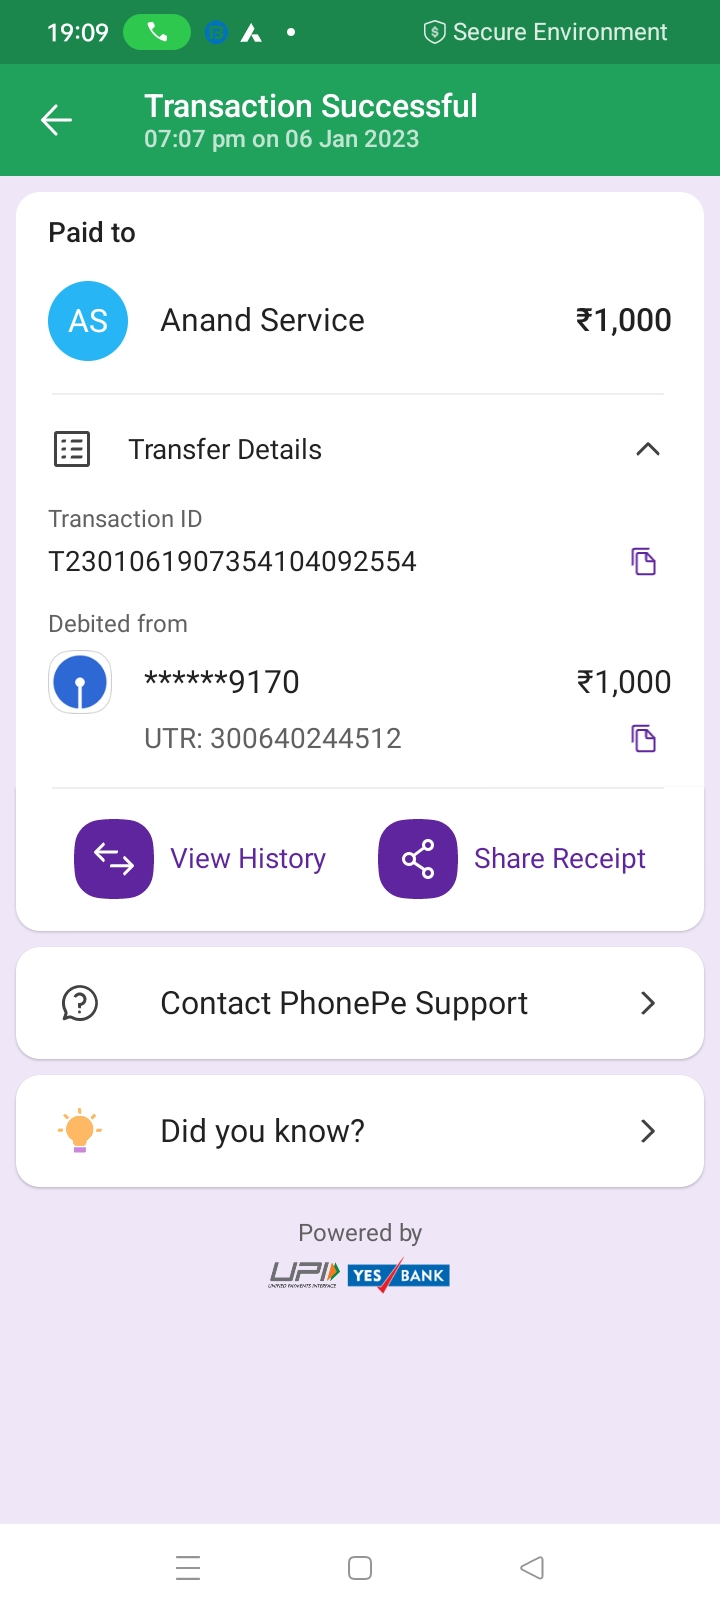 19:09
Secure Environment
Transaction Successful
07:07 pm on 06 Jan 2023
Paid to
AS
Anand Service
₹1,000
Transfer Details
Transaction ID
T2301061907354104092554
Debited from
******9170
₹1,000
UTR: 300640244512
View History
Share Receipt
Contact PhonePe Support
Did you know?
Powered by
UPI
UNIFIED PAYMENTS INTERFACE
YES BANK